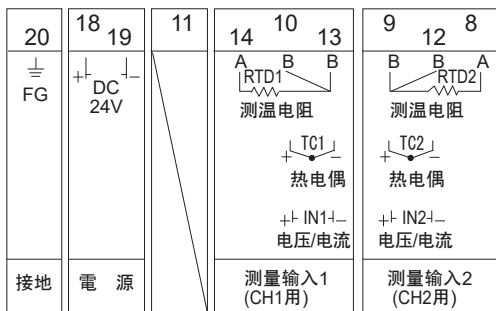 20
FG
接地
18 19
+ -
DC
24V
電 源
11
14 10 13
A B B
RTD1
测温电阻
TC1
+ -
热电偶
+ IN1 -
电压/电流
测量输入1
(CH1用)
9 12 8
B B A
RTD2
测温电阻
TC2
+ -
热电偶
+ IN2 -
电压/电流
测量输入2
(CH2用)